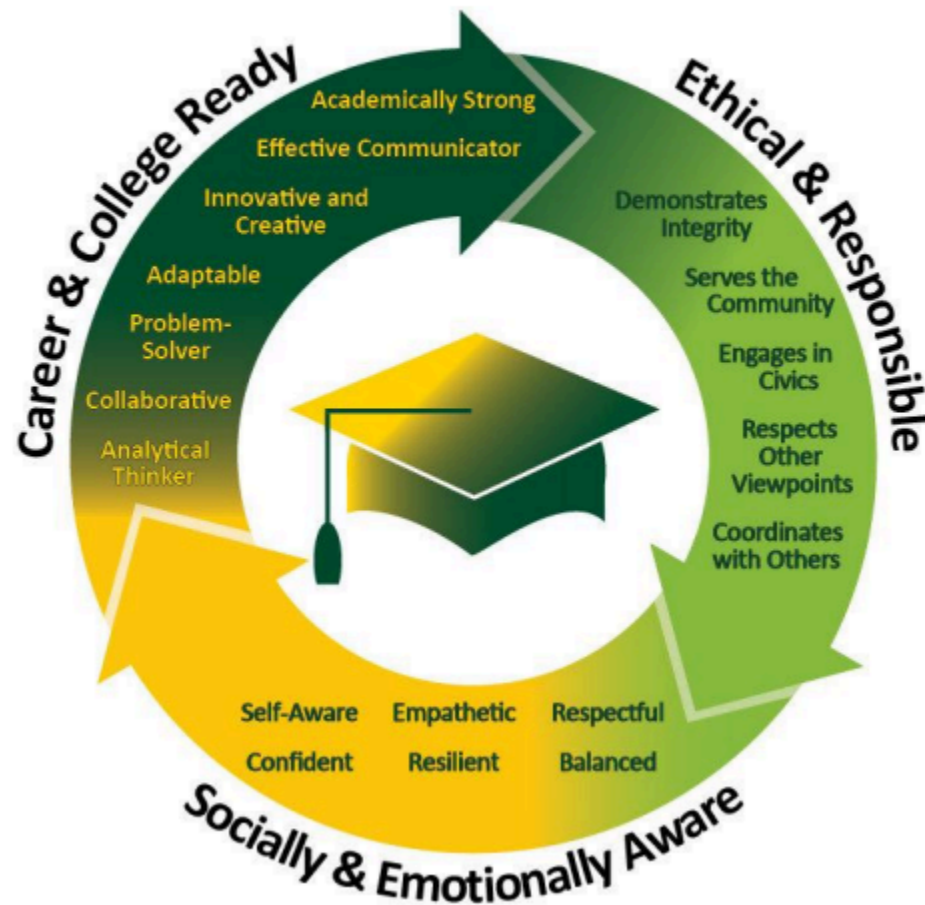 Career & College Ready
Academically Strong
Effective Communicator
Innovative and
Creative
Adaptable
Problem-
Solver
Collaborative
Analytical
Thinker
Ethical & Responsible
Demonstrates
Integrity
Serves the
Community
Engages in
Civics
Respects
Other
Viewpoints
Coordinates
with Others
Self-Aware Empathetic Respectful
Confident Resilient Balanced
Socially & Emotionally Aware